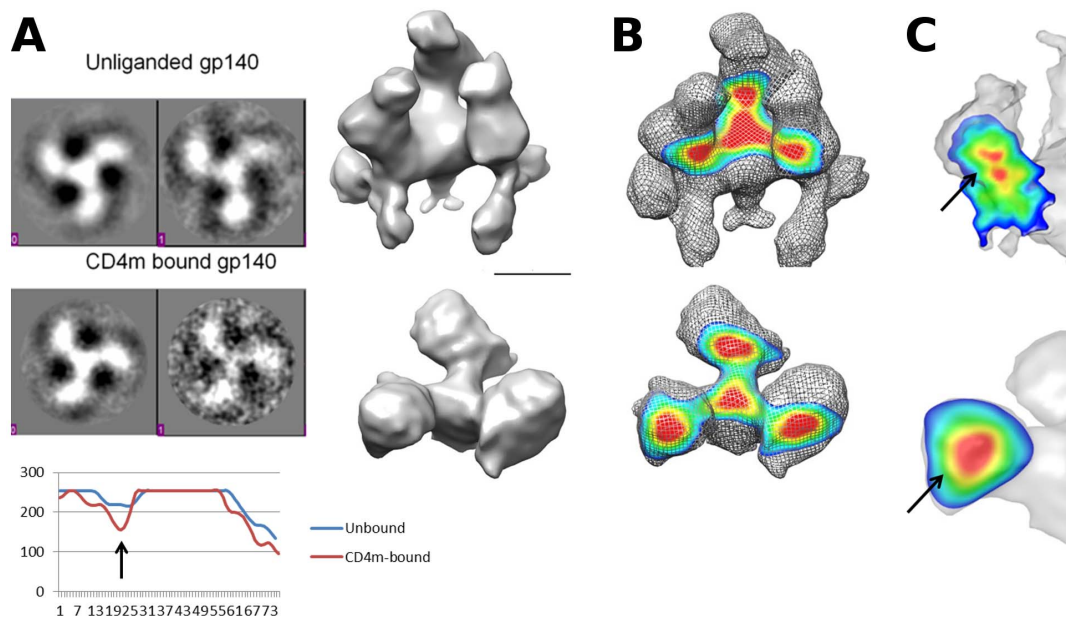 A
B
C
Unliganded gp140
0
1
CD4m bound gp140
0
1
300
200
100
0
Unbound
CD4m-bound
1 7 13192531374349556167 73